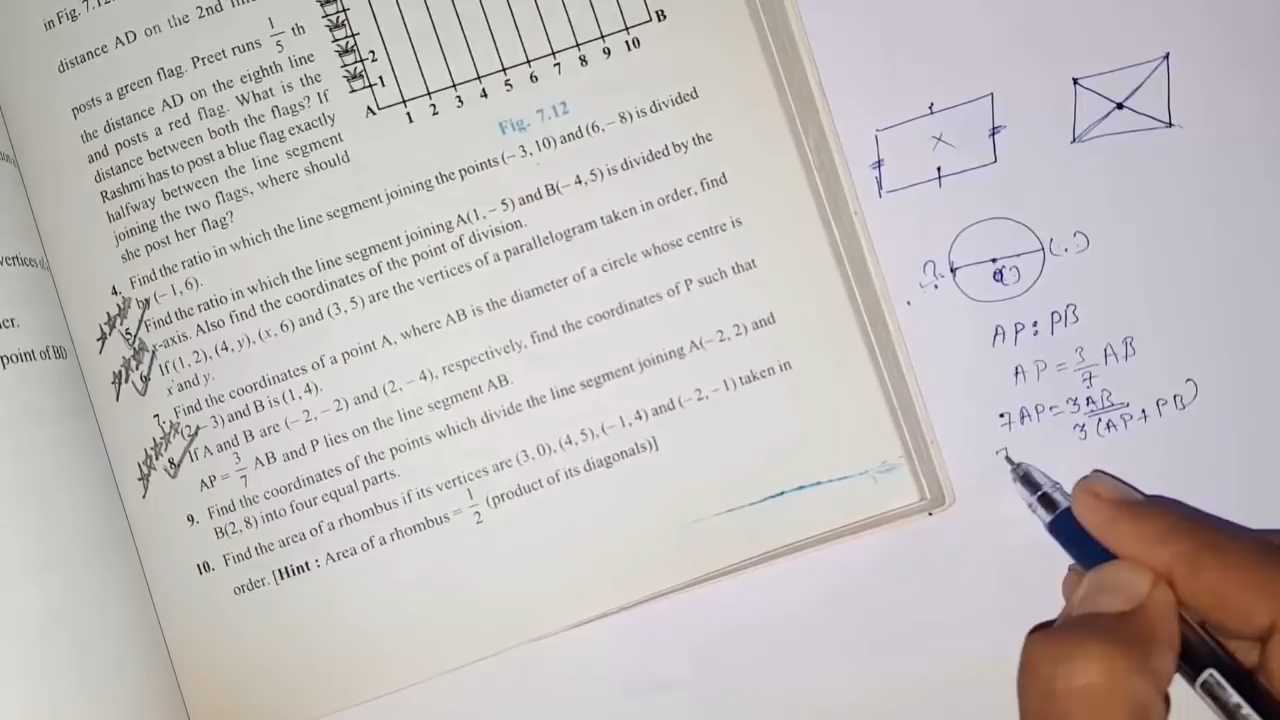 in Fig. 7.12
distance AD on the 2nd
posts a green flag. Preet runs 1/5 th
the distance AD on the eighth line
and posts a red flag. What is the
distance between both the flags? If
Rashmi has to post a blue flag exactly
halfway between the line segment
joining the two flags, where should
she post her flag?
2
1
A
1 2 3 4 5 6 7 8 9 10
B
Fig. 7.12
4. Find the ratio in which the line segment joining the points (– 3, 10) and (6, – 8) is divided
by (– 1, 6).
5. Find the ratio in which the line segment joining A(1, – 5) and B(– 4, 5) is divided by the
x-axis. Also find the coordinates of the point of division.
6. If (1, 2), (4, y), (x, 6) and (3, 5) are the vertices of a parallelogram taken in order, find
x and y.
7. Find the coordinates of a point A, where AB is the diameter of a circle whose centre is
(2, – 3) and B is (1, 4).
8. If A and B are (– 2, – 2) and (2, – 4), respectively, find the coordinates of P such that
AP = 3/7 AB and P lies on the line segment AB.
9. Find the coordinates of the points which divide the line segment joining A(– 2, 2) and
B(2, 8) into four equal parts.
10. Find the area of a rhombus if its vertices are (3, 0), (4, 5), (– 1, 4) and (– 2, – 1) taken in
order. [Hint : Area of a rhombus = 1/2 (product of its diagonals)]
point of BD
?
(.:)
AP : PB
AP = 3/7 AB
7AP = 3AB
3(AP + PB)
7